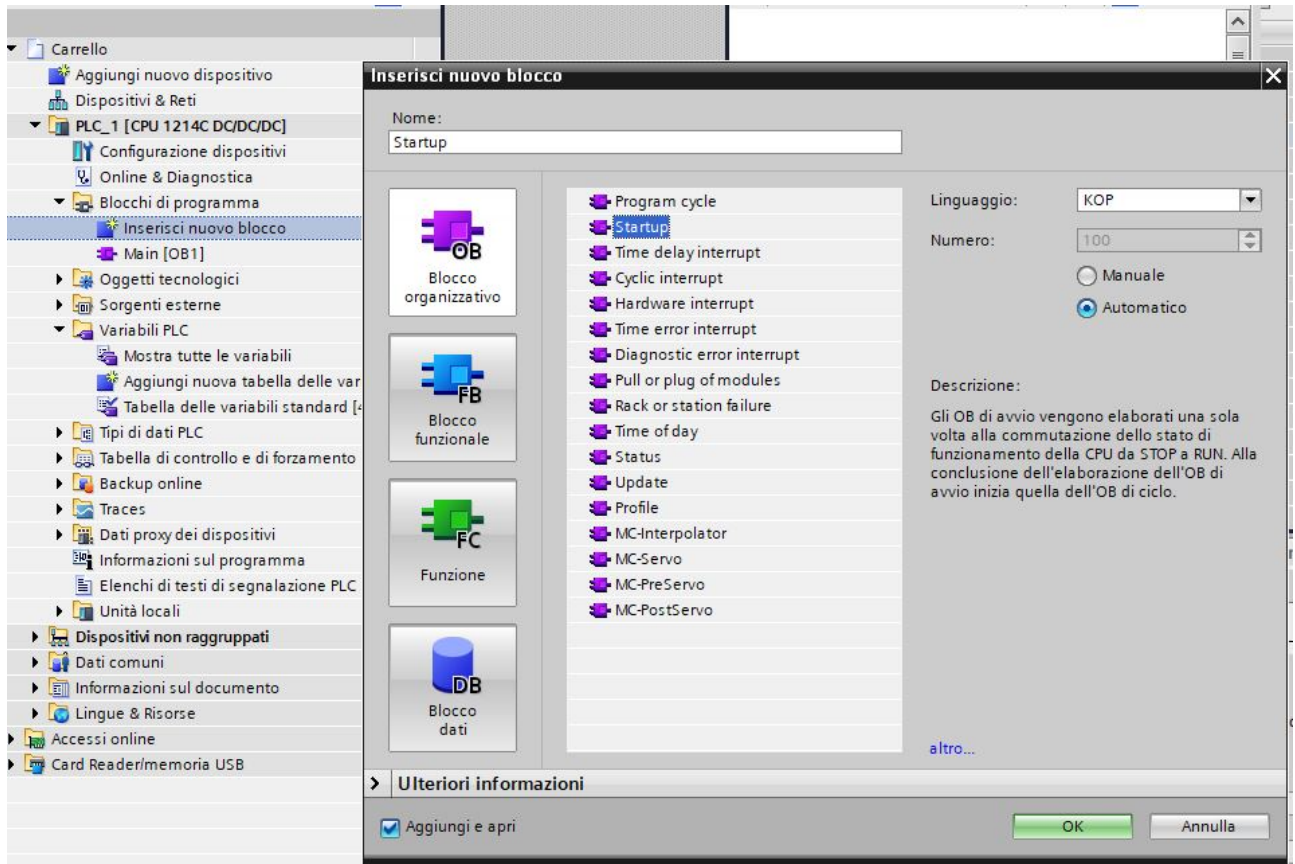 Carrello
Aggiungi nuovo dispositivo
Dispositivi & Reti
PLC_1 [CPU 1214C DC/DC/DC]
Configurazione dispositivi
Online & Diagnostica
Blocchi di programma
Inserisci nuovo blocco
Main [OB1]
Oggetti tecnologici
Sorgenti esterne
Variabili PLC
Mostra tutte le variabili
Aggiungi nuova tabella delle var
Tabella delle variabili standard [4
Tipi di dati PLC
Tabella di controllo e di forzamento
Backup online
Traces
Dati proxy dei dispositivi
Informazioni sul programma
Elenchi di testi di segnalazione PLC
Unità locali
Dispositivi non raggruppati
Dati comuni
Informazioni sul documento
Lingue & Risorse
Accessi online
Card Reader/memoria USB
Inserisci nuovo blocco
Nome:
Startup
OB
Blocco
organizzativo
FB
Blocco
funzionale
FC
Funzione
DB
Blocco
dati
Program cycle
Startup
Time delay interrupt
Cyclic interrupt
Hardware interrupt
Time error interrupt
Diagnostic error interrupt
Pull or plug of modules
Rack or station failure
Time of day
Status
Update
Profile
MC-Interpolator
MC-Servo
MC-PreServo
MC-PostServo
Linguaggio: KOP
Numero: 100
Manuale
Automatico
Descrizione:
Gli OB di avvio vengono elaborati una sola
volta alla commutazione dello stato di
funzionamento della CPU da STOP a RUN. Alla
conclusione dell'elaborazione dell'OB di
avvio inizia quella dell'OB di ciclo.
altro...
Ulteriori informazioni
Aggiungi e apri
OK
Annulla